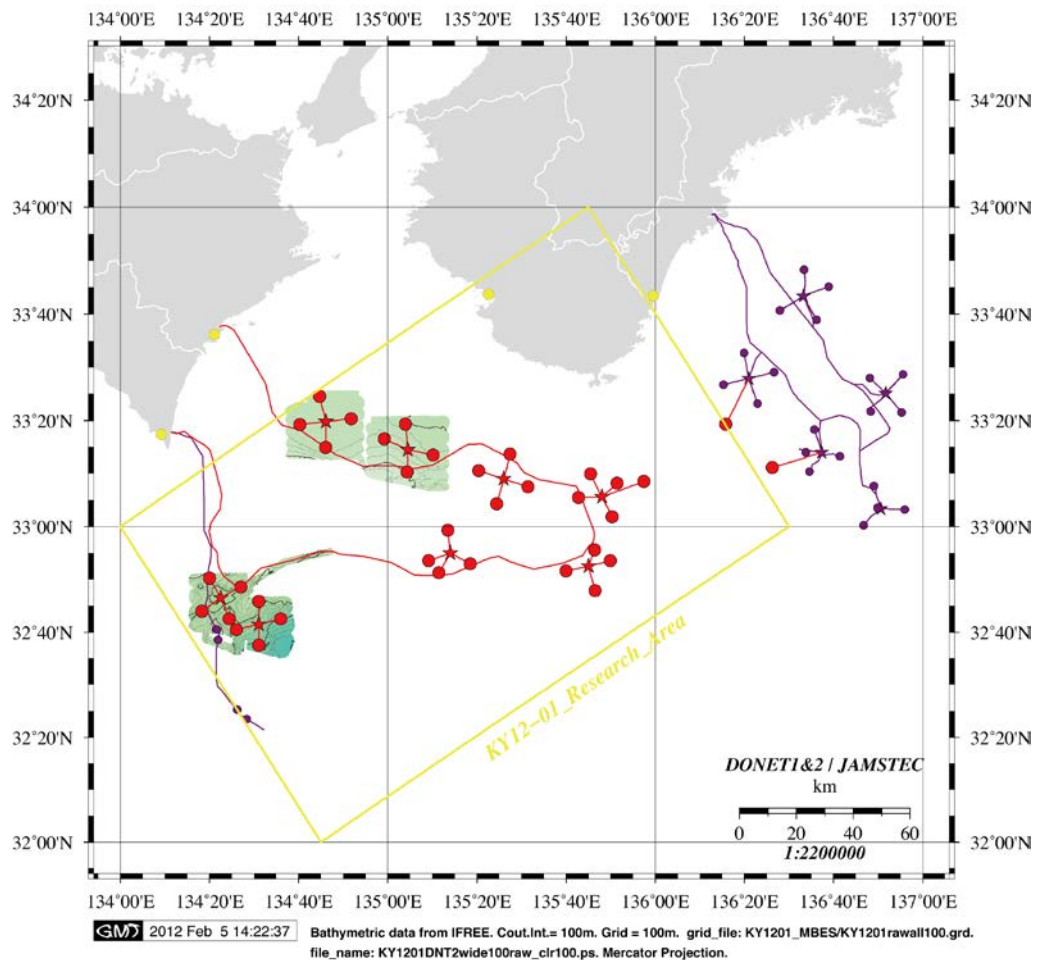 134°00'E 134°20'E 134°40'E 135°00'E 135°20'E 135°40'E 136°00'E 136°20'E 136°40'E 137°00'E
34°20'N 34°20'N
34°00'N 34°00'N
33°40'N 33°40'N
33°20'N 33°20'N
33°00'N 33°00'N
32°40'N 32°40'N
KY12-01_Research_Area
32°20'N 32°20'N
DONET1&2 / JAMSTEC
km
0 20 40 60
32°00'N 1:2200000 32°00'N
134°00'E 134°20'E 134°40'E 135°00'E 135°20'E 135°40'E 136°00'E 136°20'E 136°40'E 137°00'E
GMT 2012 Feb 5 14:22:37 Bathymetric data from IFREE. Cout.Int.= 100m. Grid = 100m. grid_file: KY1201_MBES/KY1201rawall100.grd.
file_name: KY1201DNT2wide100raw_clr100.ps. Mercator Projection.